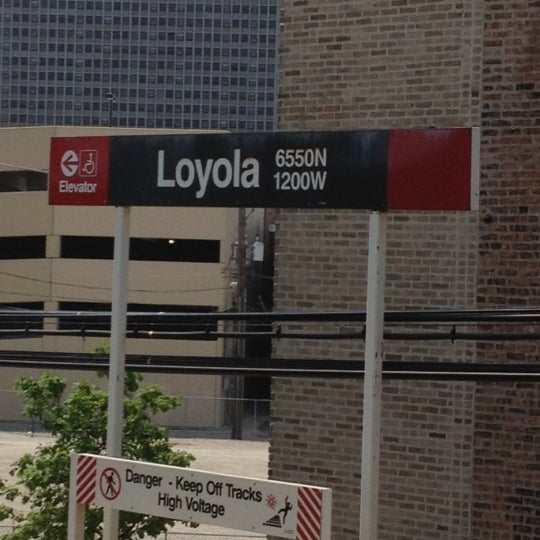 Loyola
6550N
1200W
Elevator
Danger - Keep Off Tracks
High Voltage